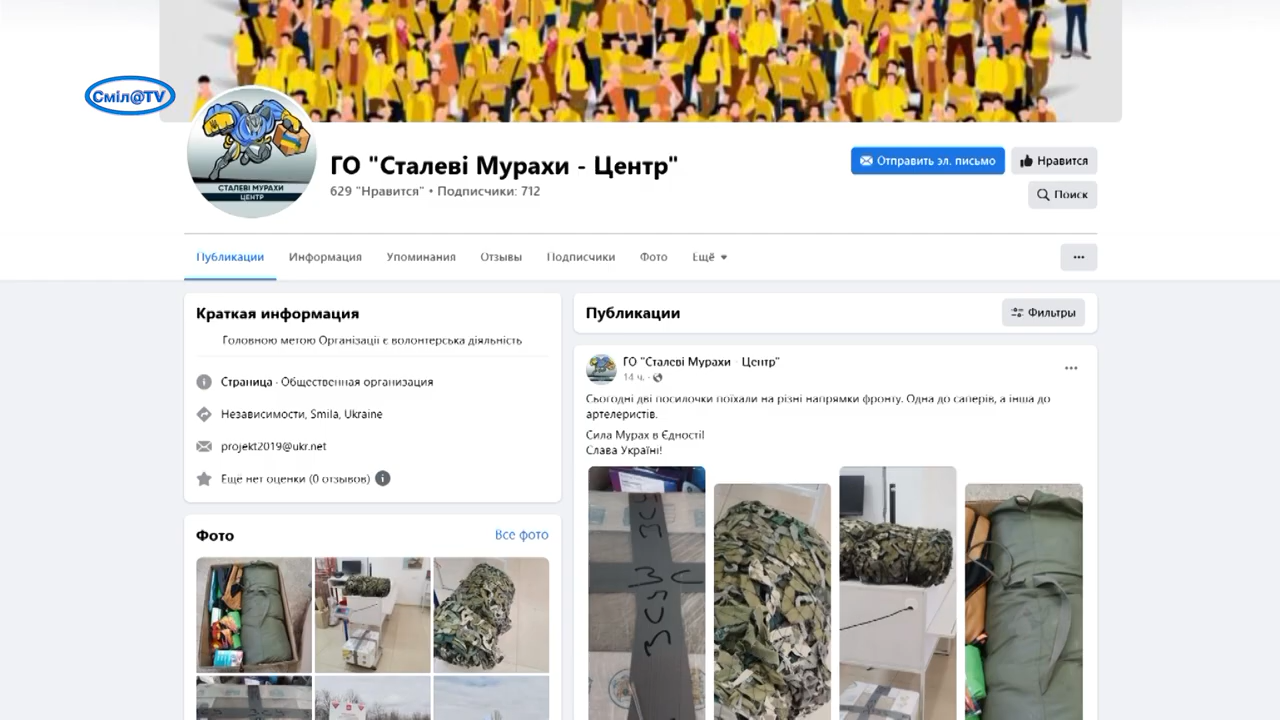 Сміл@TV
СТАЛЕВІ МУРАХИ
ЦЕНТР
ГО "Сталеві Мурахи - Центр"
629 "Нравится" • Подписчики: 712
Отправить эл. письмо
Нравится
Поиск
Публикации
Информация
Упоминания
Отзывы
Подписчики
Фото
Ещё
Краткая информация
Головною метою Організації є волонтерська діяльність
Страница · Общественная организация
Независимости, Smila, Ukraine
projekt2019@ukr.net
Ещё нет оценки (0 отзывов)
Фото
Все фото
Публикации
Фильтры
ГО "Сталеві Мурахи - Центр"
14 ч. ·
Сьогодні дві посилочки поїхали на різні напрямки фронту. Одна до саперів, а інша до
артелеристів.
Сила Мурах в Єдності!
Слава Україні!
ЗСУ